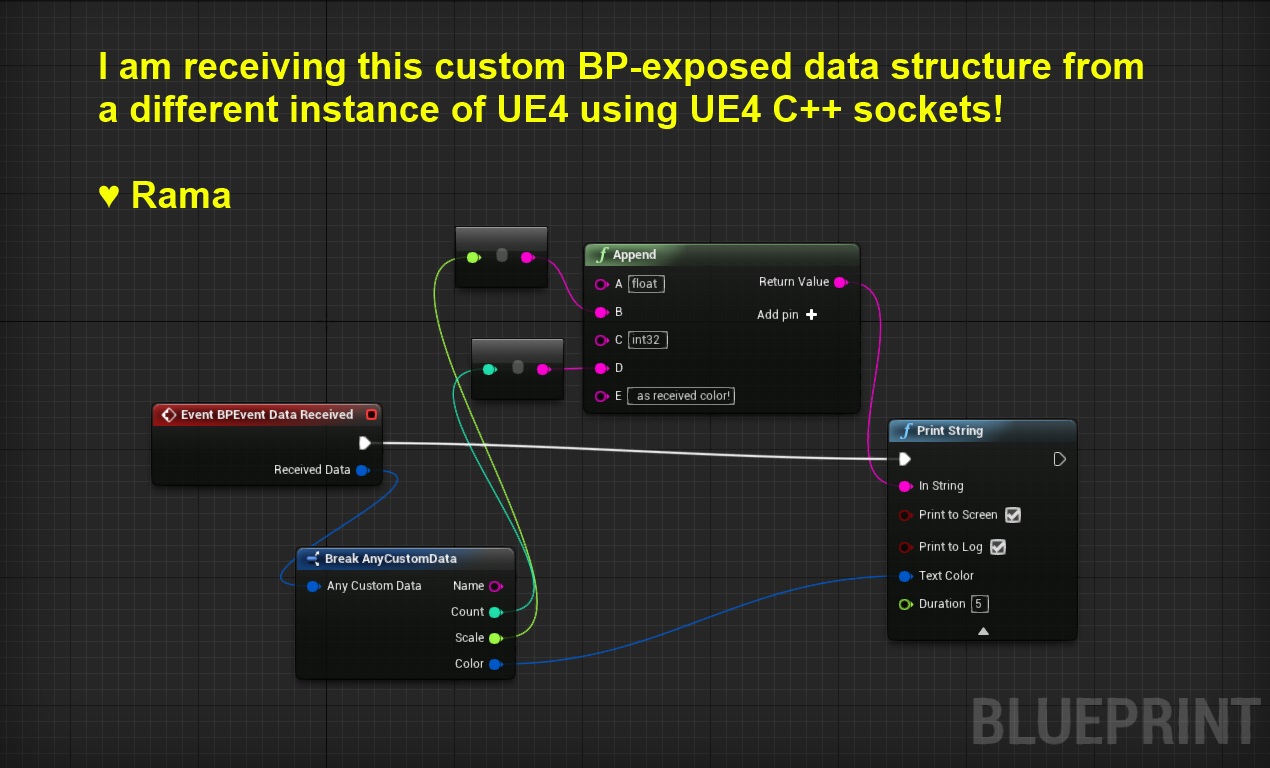 I am receiving this custom BP-exposed data structure from
a different instance of UE4 using UE4 C++ sockets!
♥ Rama
Append
A float
Return Value
B
Add pin
C int32
D
E as received color!
Event BPEvent Data Received
Received Data
Print String
In String
Print to Screen
Print to Log
Text Color
Duration 5
Break AnyCustomData
Any Custom Data
Name
Count
Scale
Color
BLUEPRINT